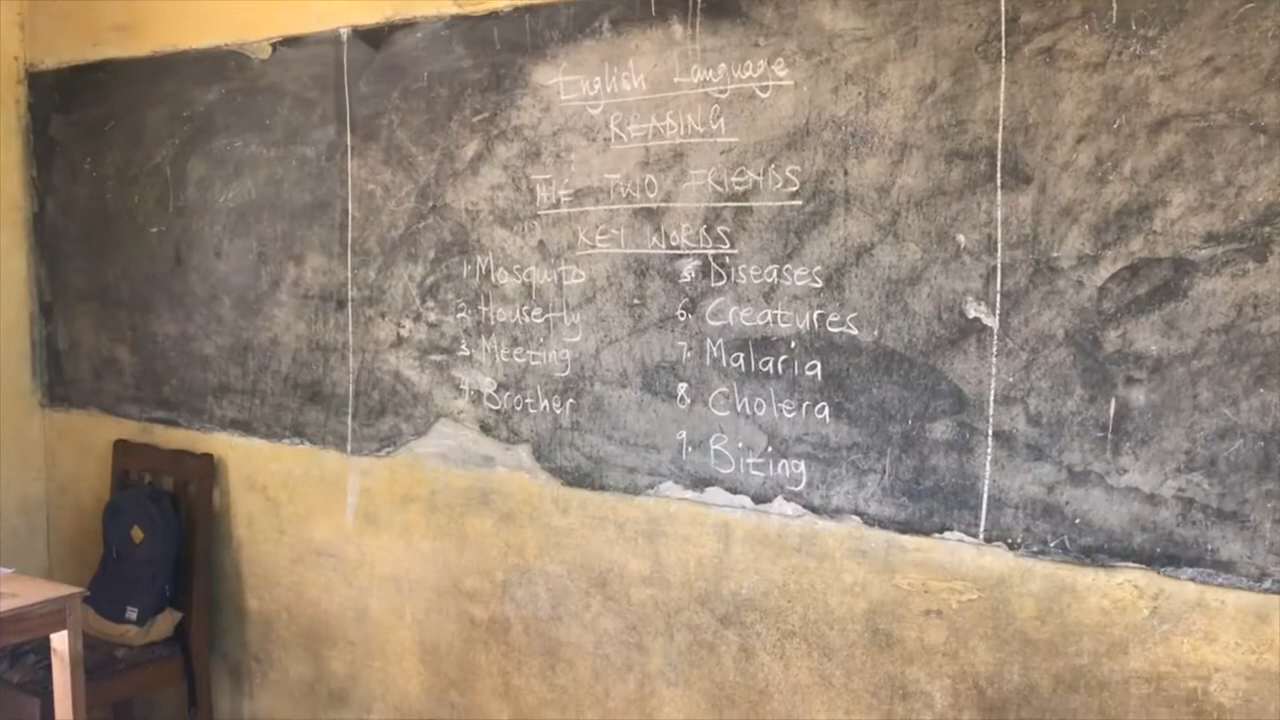 English Language
READING
THE TWO FRIENDS
KEY WORDS
1. Mosquito
2. Housefly
3. Meeting
4. Brother
5. Diseases
6. Creatures
7. Malaria
8. Cholera
9. Biting